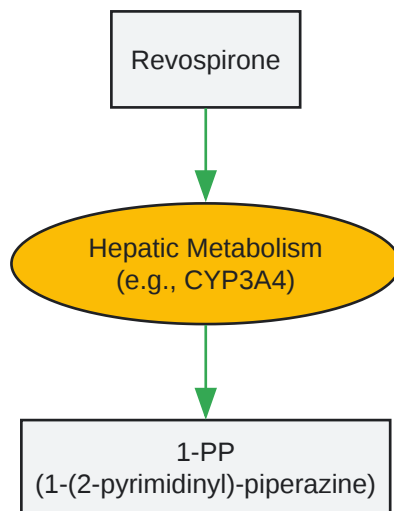 Revospirone
Hepatic Metabolism
(e.g., CYP3A4)
1-PP
(1-(2-pyrimidinyl)-piperazine)